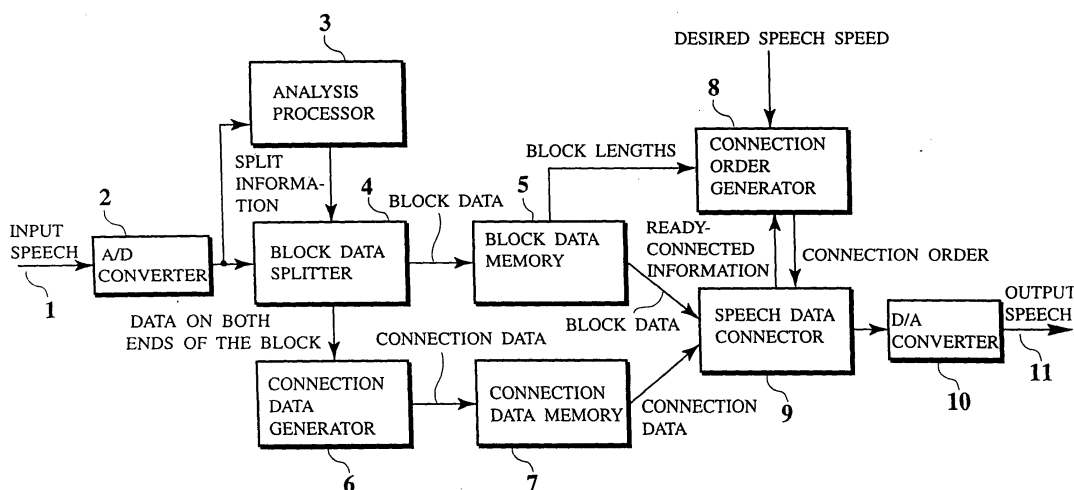 DESIRED SPEECH SPEED
3
ANALYSIS
PROCESSOR
8
CONNECTION
ORDER
GENERATOR
BLOCK LENGTHS
SPLIT
INFORMA-
TION
2
4
BLOCK DATA
5
INPUT
SPEECH
1
A/D
CONVERTER
BLOCK DATA
SPLITTER
BLOCK DATA
MEMORY
READY-
CONNECTED
INFORMATION
CONNECTION ORDER
BLOCK DATA
SPEECH DATA
CONNECTOR
9
D/A
CONVERTER
10
OUTPUT
SPEECH
11
DATA ON BOTH
ENDS OF THE BLOCK
CONNECTION DATA
CONNECTION
DATA
GENERATOR
6
CONNECTION
DATA MEMORY
7
CONNECTION
DATA